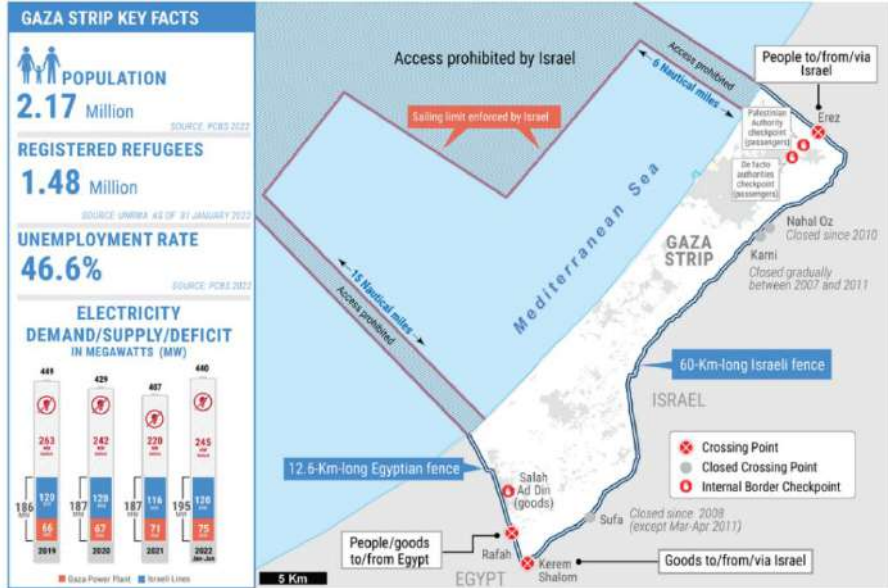 GAZA STRIP KEY FACTS
POPULATION
2.17 Million
SOURCE: PCBS 2022
REGISTERED REFUGEES
1.48 Million
SOURCE: UNRWA AS OF 31 JANUARY 2022
UNEMPLOYMENT RATE
46.6%
SOURCE: PCBS 2022
ELECTRICITY
DEMAND/SUPPLY/DEFICIT
IN MEGAWATTS (MW)
449
429
407
440
263
242
220
245
120
120
116
120
186
MW
187
MW
187
MW
195
MW
66
67
71
75
2019
2020
2021
2022
Jan-Jun
Gaza Power Plant
Israeli Lines
Access prohibited by Israel
Sailing limit enforced by Israel
Access prohibited
6 Nautical miles
People to/from/via
Israel
Erez
Palestinian
Authority
checkpoint
(passengers)
De facto
authorities
checkpoint
(passengers)
Mediterranean Sea
GAZA
STRIP
Nahal Oz
Closed since 2010
Karni
Closed gradually
between 2007 and 2011
15 Nautical miles
Access prohibited
60-Km-long Israeli fence
ISRAEL
12.6-Km-long Egyptian fence
Salah
Ad Din
(goods)
Crossing Point
Closed Crossing Point
Internal Border Checkpoint
Sufa
Closed since 2008
(except Mar-Apr 2011)
People/goods
to/from Egypt
Rafah
Kerem
Shalom
Goods to/from/via Israel
EGYPT
5 Km